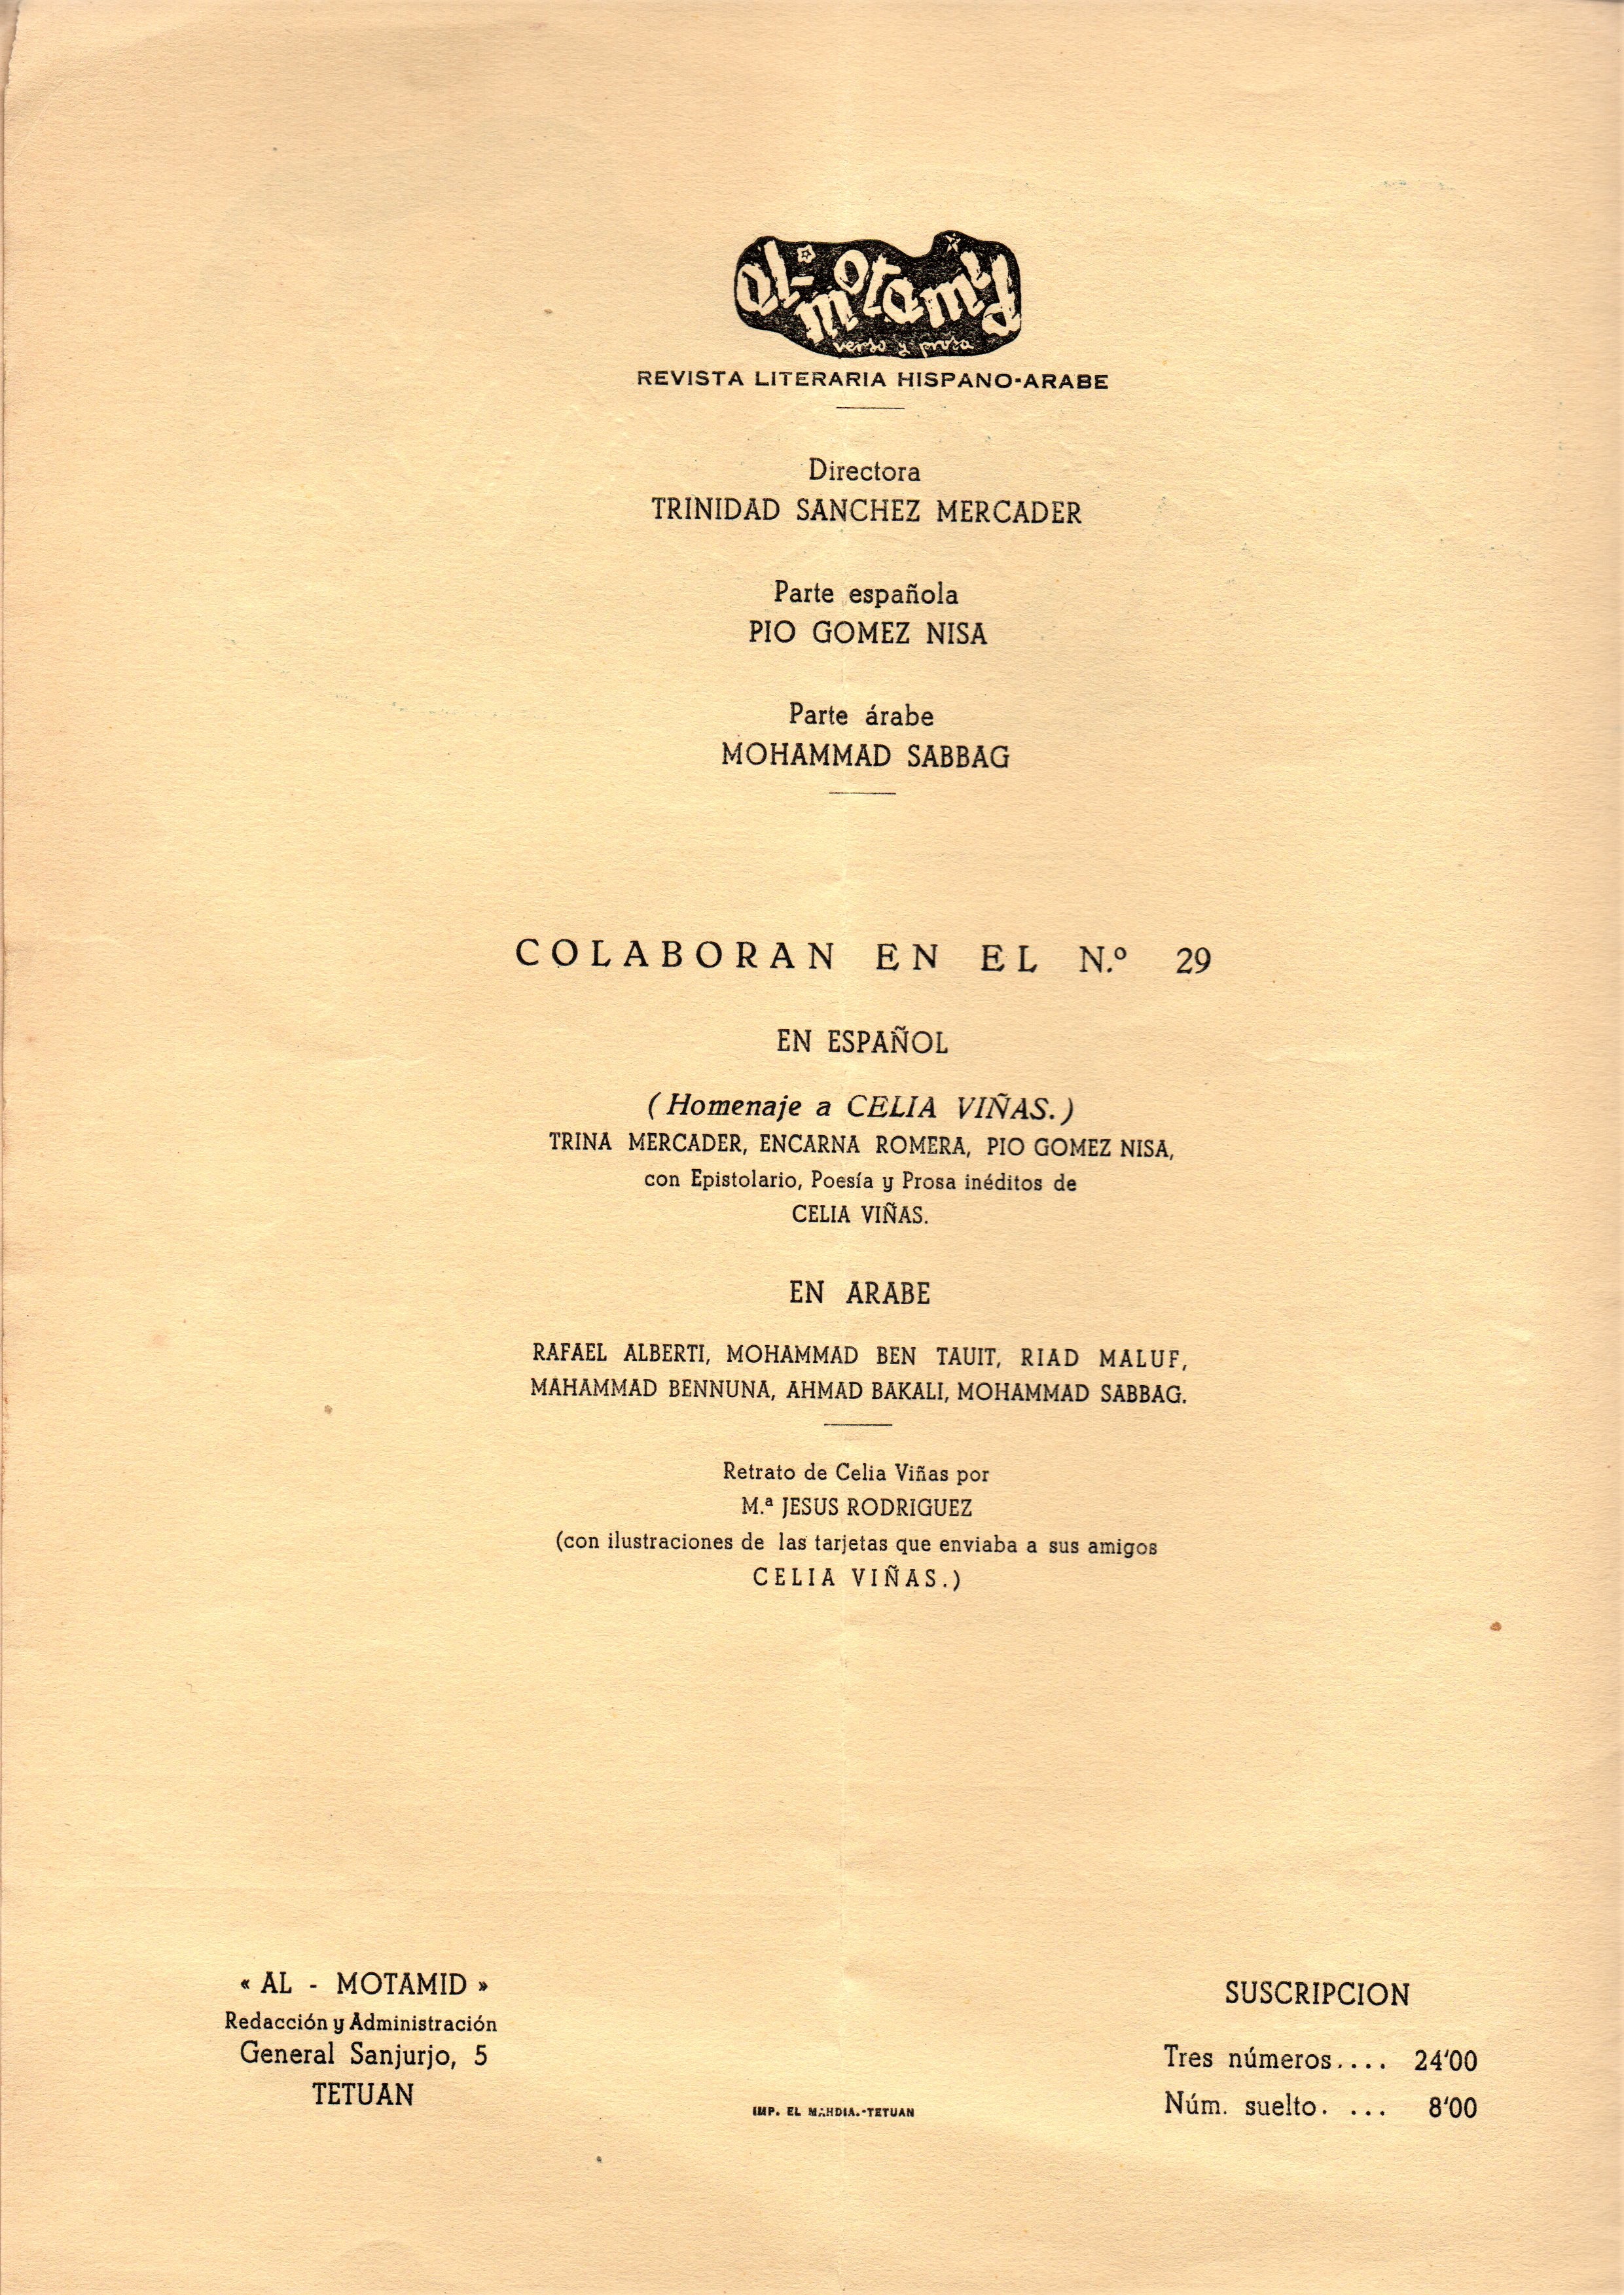 al-motamid
verso y prosa
REVISTA LITERARIA HISPANO-ARABE
Directora
TRINIDAD SANCHEZ MERCADER
Parte española
PIO GOMEZ NISA
Parte árabe
MOHAMMAD SABBAG
COLABORAN EN EL N.º 29
EN ESPAÑOL
(Homenaje a CELIA VIÑAS.)
TRINA MERCADER, ENCARNA ROMERA, PIO GOMEZ NISA,
con Epistolario, Poesía y Prosa inéditos de
CELIA VIÑAS.
EN ARABE
RAFAEL ALBERTI, MOHAMMAD BEN TAUIT, RIAD MALUF,
MAHAMMAD BENNUNA, AHMAD BAKALI, MOHAMMAD SABBAG.
Retrato de Celia Viñas por
M.ª JESUS RODRIGUEZ
(con ilustraciones de las tarjetas que enviaba a sus amigos
CELIA VIÑAS.)
« AL - MOTAMID »
Redacción y Administración
General Sanjurjo, 5
TETUAN
IMP. EL MAHDIA.-TETUAN
SUSCRIPCION
Tres números.... 24'00
Núm. suelto. ... 8'00